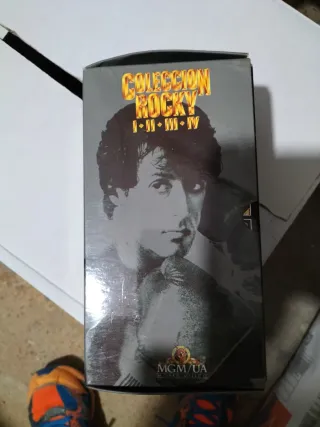 COLECCION
ROCKY
I • II • III • IV
MGM/UA